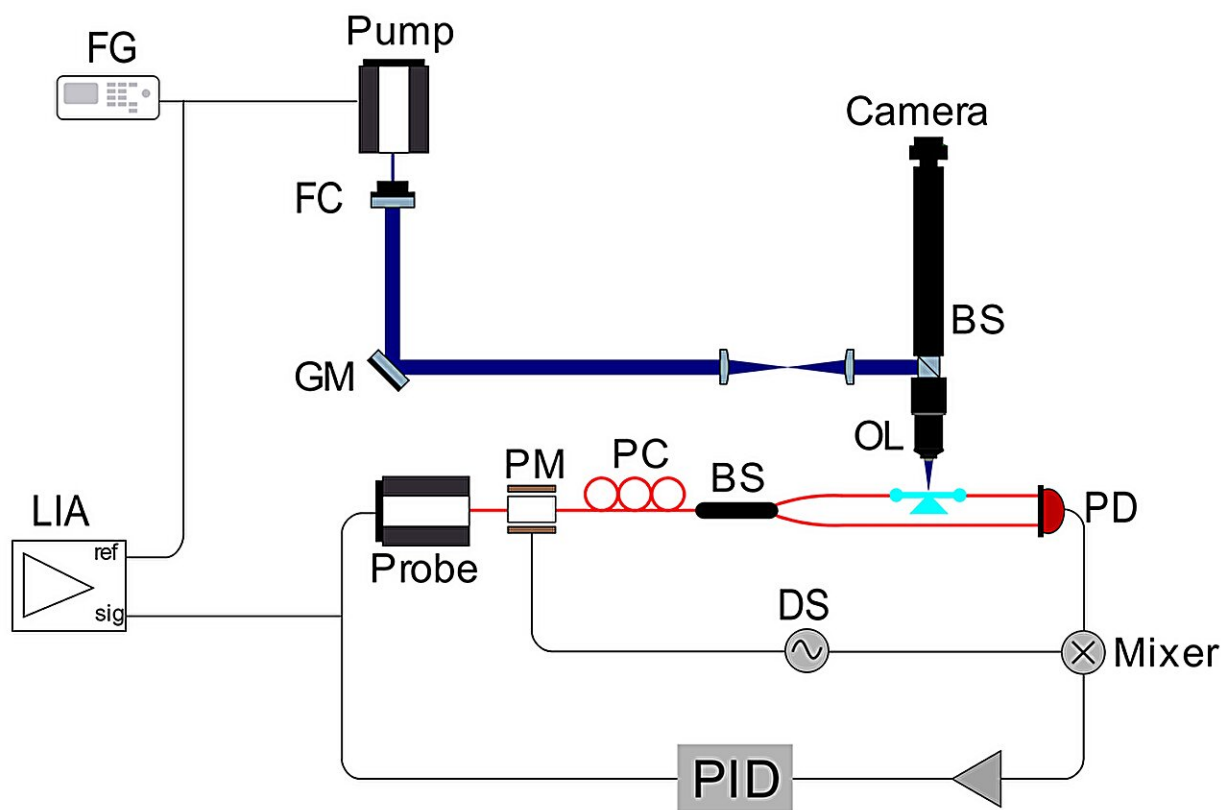 FG
Pump
Camera
FC
BS
GM
OL
PM
PC
BS
PD
LIA
ref
sig
Probe
DS
Mixer
PID